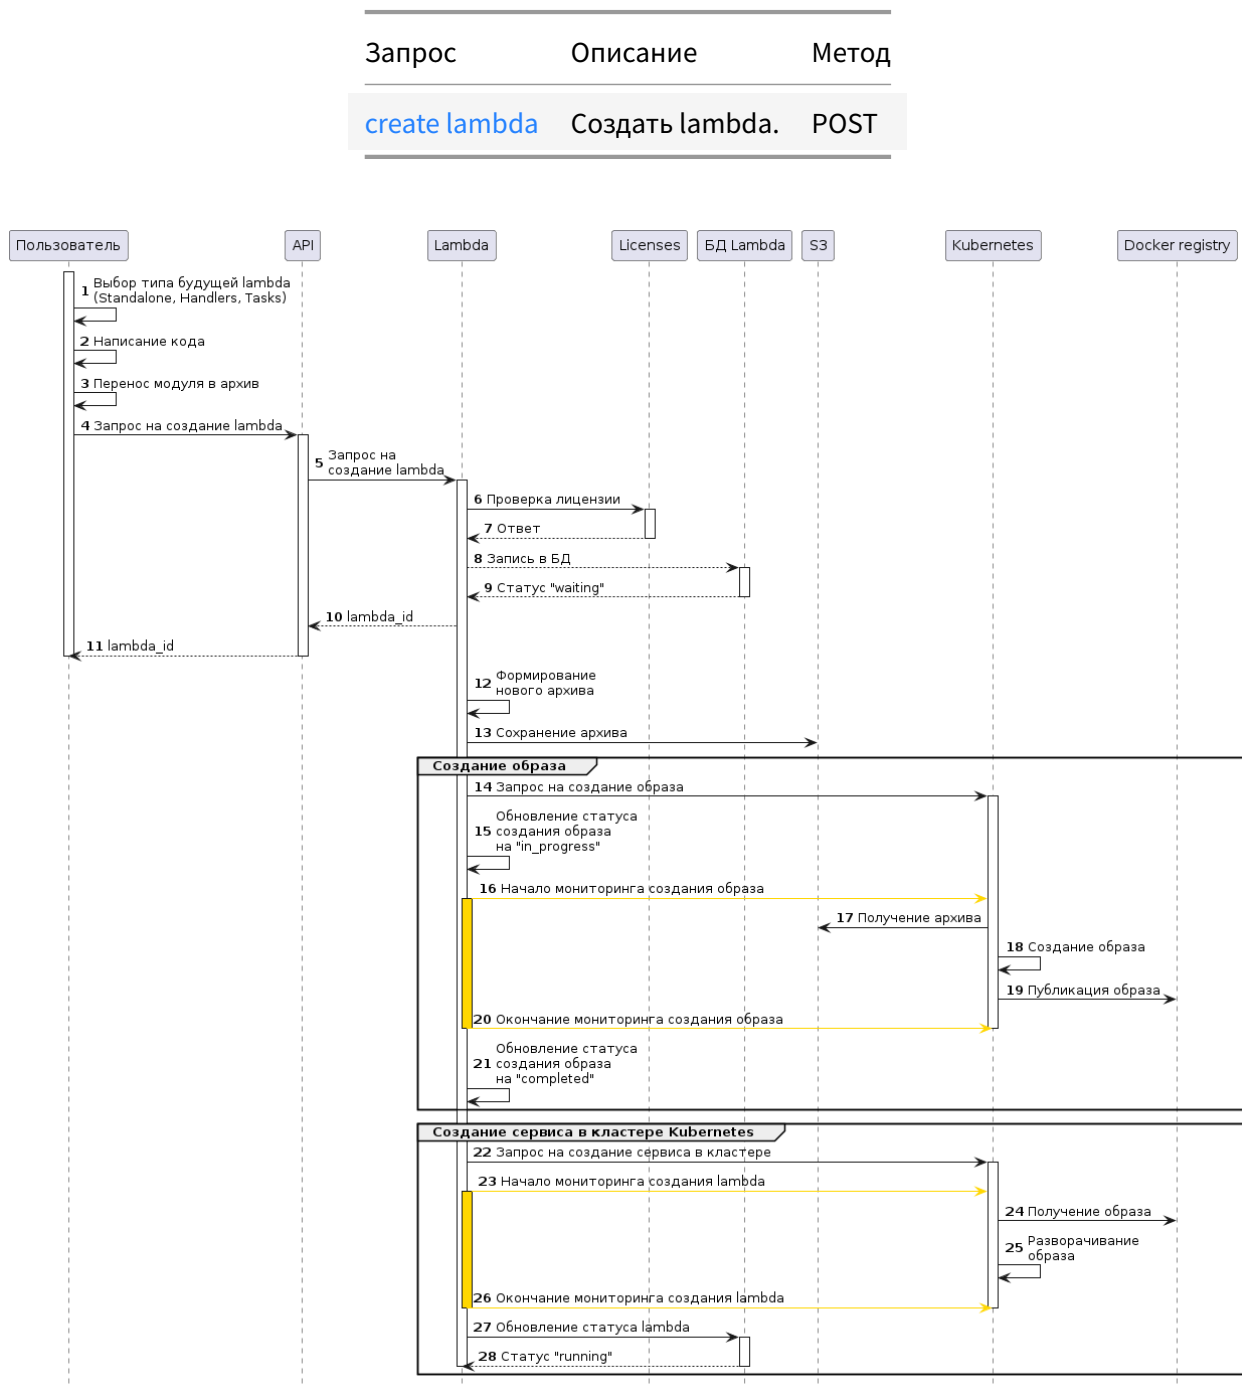 Запрос Описание Метод
create lambda Создать lambda. POST
Пользователь API Lambda Licenses БД Lambda S3 Kubernetes Docker registry
1 Выбор типа будущей lambda
(Standalone, Handlers, Tasks)
2 Написание кода
3 Перенос модуля в архив
4 Запрос на создание lambda
5 Запрос на
создание lambda
6 Проверка лицензии
7 Ответ
8 Запись в БД
9 Статус "waiting"
10 lambda_id
11 lambda_id
12 Формирование
нового архива
13 Сохранение архива
Создание образа
14 Запрос на создание образа
15 Обновление статуса
создания образа
на "in_progress"
16 Начало мониторинга создания образа
17 Получение архива
18 Создание образа
19 Публикация образа
20 Окончание мониторинга создания образа
21 Обновление статуса
создания образа
на "completed"
Создание сервиса в кластере Kubernetes
22 Запрос на создание сервиса в кластере
23 Начало мониторинга создания lambda
24 Получение образа
25 Разворачивание
образа
26 Окончание мониторинга создания lambda
27 Обновление статуса lambda
28 Статус "running"